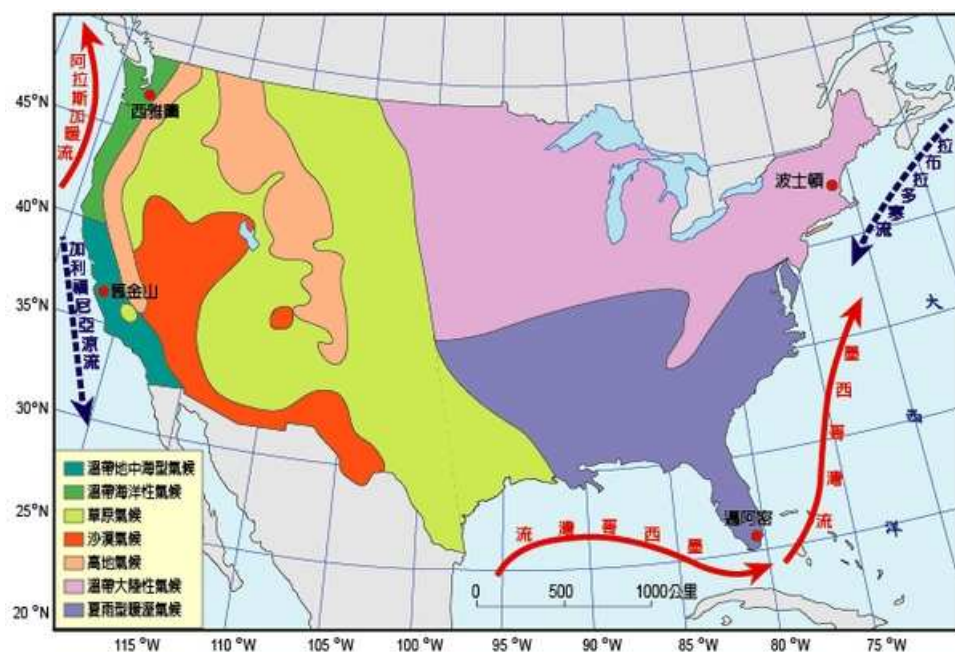 阿拉斯加暖流
45°N
西雅圖
40°N
加利福尼亞涼流
舊金山
35°N
30°N
25°N
20°N
波士頓
拉布拉多寒流
大西洋
墨西哥灣流
邁阿密
流灣哥西墨
溫帶地中海型氣候
溫帶海洋性氣候
草原氣候
沙漠氣候
高地氣候
溫帶大陸性氣候
夏雨型暖溼氣候
0 500 1000公里
115°W 110°W 105°W 100°W 95°W 90°W 85°W 80°W 75°W